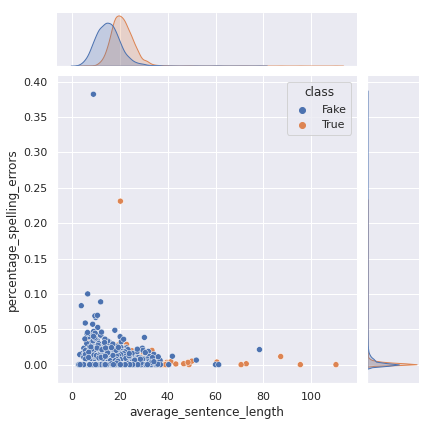 class
Fake
True
0.40
0.35
0.30
0.25
0.20
0.15
0.10
0.05
0.00
percentage_spelling_errors
0 20 40 60 80 100
average_sentence_length